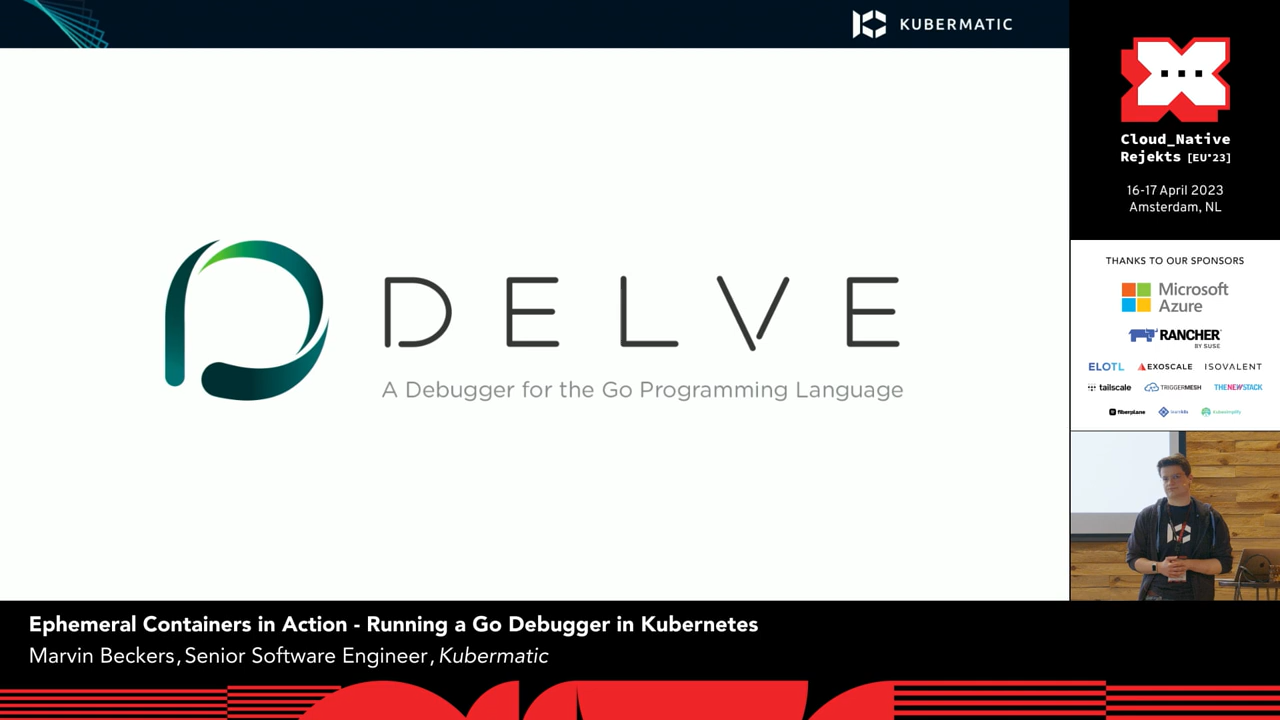 KUBERMATIC
DELVE
A Debugger for the Go Programming Language
Cloud_Native
Rejekts [EU*23]
16-17 April 2023
Amsterdam, NL
THANKS TO OUR SPONSORS
Microsoft
Azure
RANCHER
BY SUSE
ELOTL EXOSCALE ISOVALENT
tailscale TRIGGERMESH THENEWSTACK
fiberplane kubesimplify
Ephemeral Containers in Action - Running a Go Debugger in Kubernetes
Marvin Beckers, Senior Software Engineer, Kubermatic